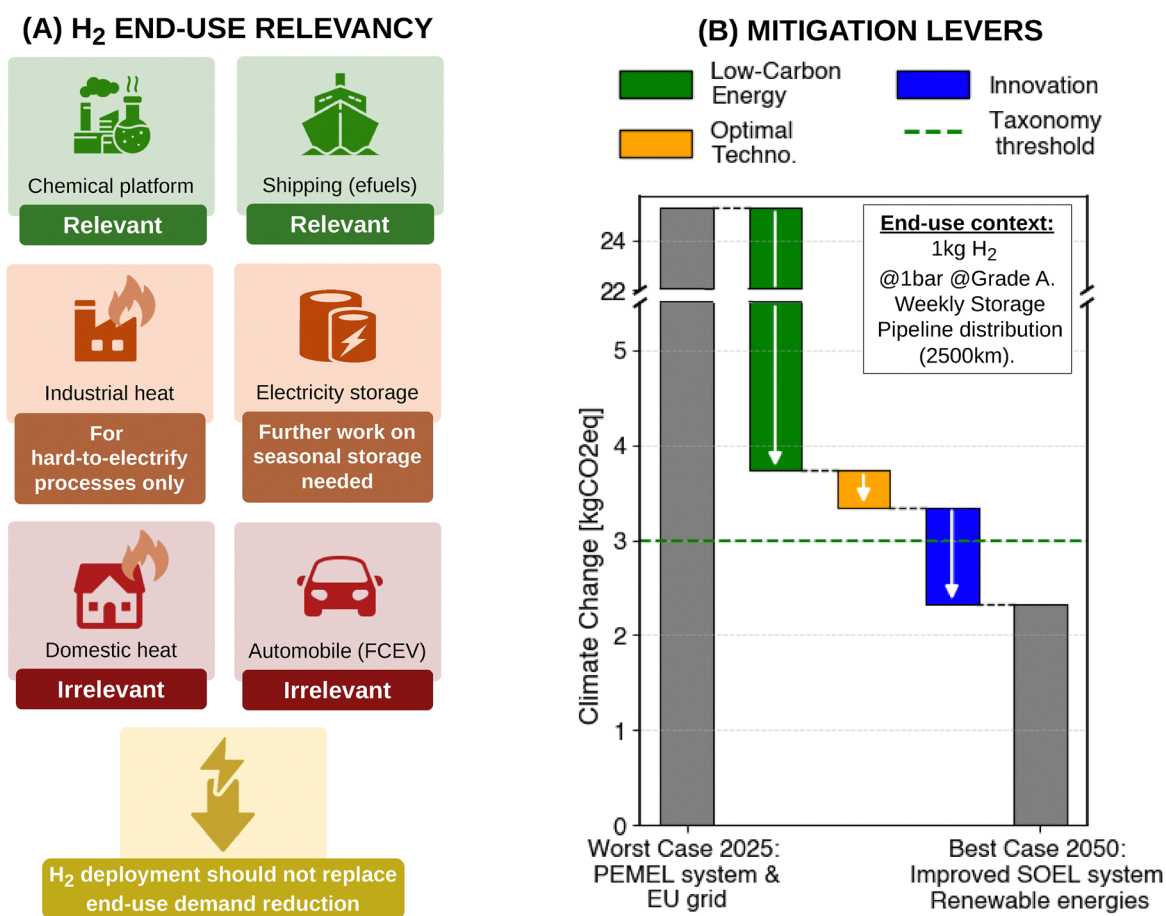 (A) H2 END-USE RELEVANCY
Chemical platform
Relevant
Shipping (efuels)
Relevant
Industrial heat
For
hard-to-electrify
processes only
Electricity storage
Further work on
seasonal storage
needed
Domestic heat
Irrelevant
Automobile (FCEV)
Irrelevant
H2 deployment should not replace
end-use demand reduction
(B) MITIGATION LEVERS
Low-Carbon
Energy
Optimal
Techno.
Innovation
Taxonomy
threshold
End-use context:
1kg H2
@1bar @Grade A.
Weekly Storage
Pipeline distribution
(2500km).
Climate Change [kgCO2eq]
24
22
5
4
3
2
1
0
Worst Case 2025:
PEMEL system &
EU grid
Best Case 2050:
Improved SOEL system
Renewable energies